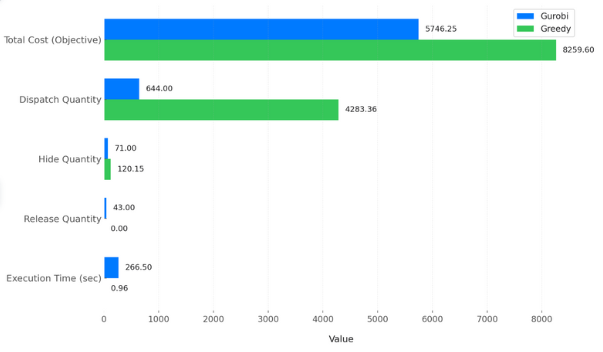 Gurobi
Greedy
Total Cost (Objective)
5746.25
8259.60
Dispatch Quantity
644.00
4283.36
Hide Quantity
71.00
120.15
Release Quantity
43.00
0.00
Execution Time (sec)
266.50
0.96
0 1000 2000 3000 4000 5000 6000 7000 8000
Value